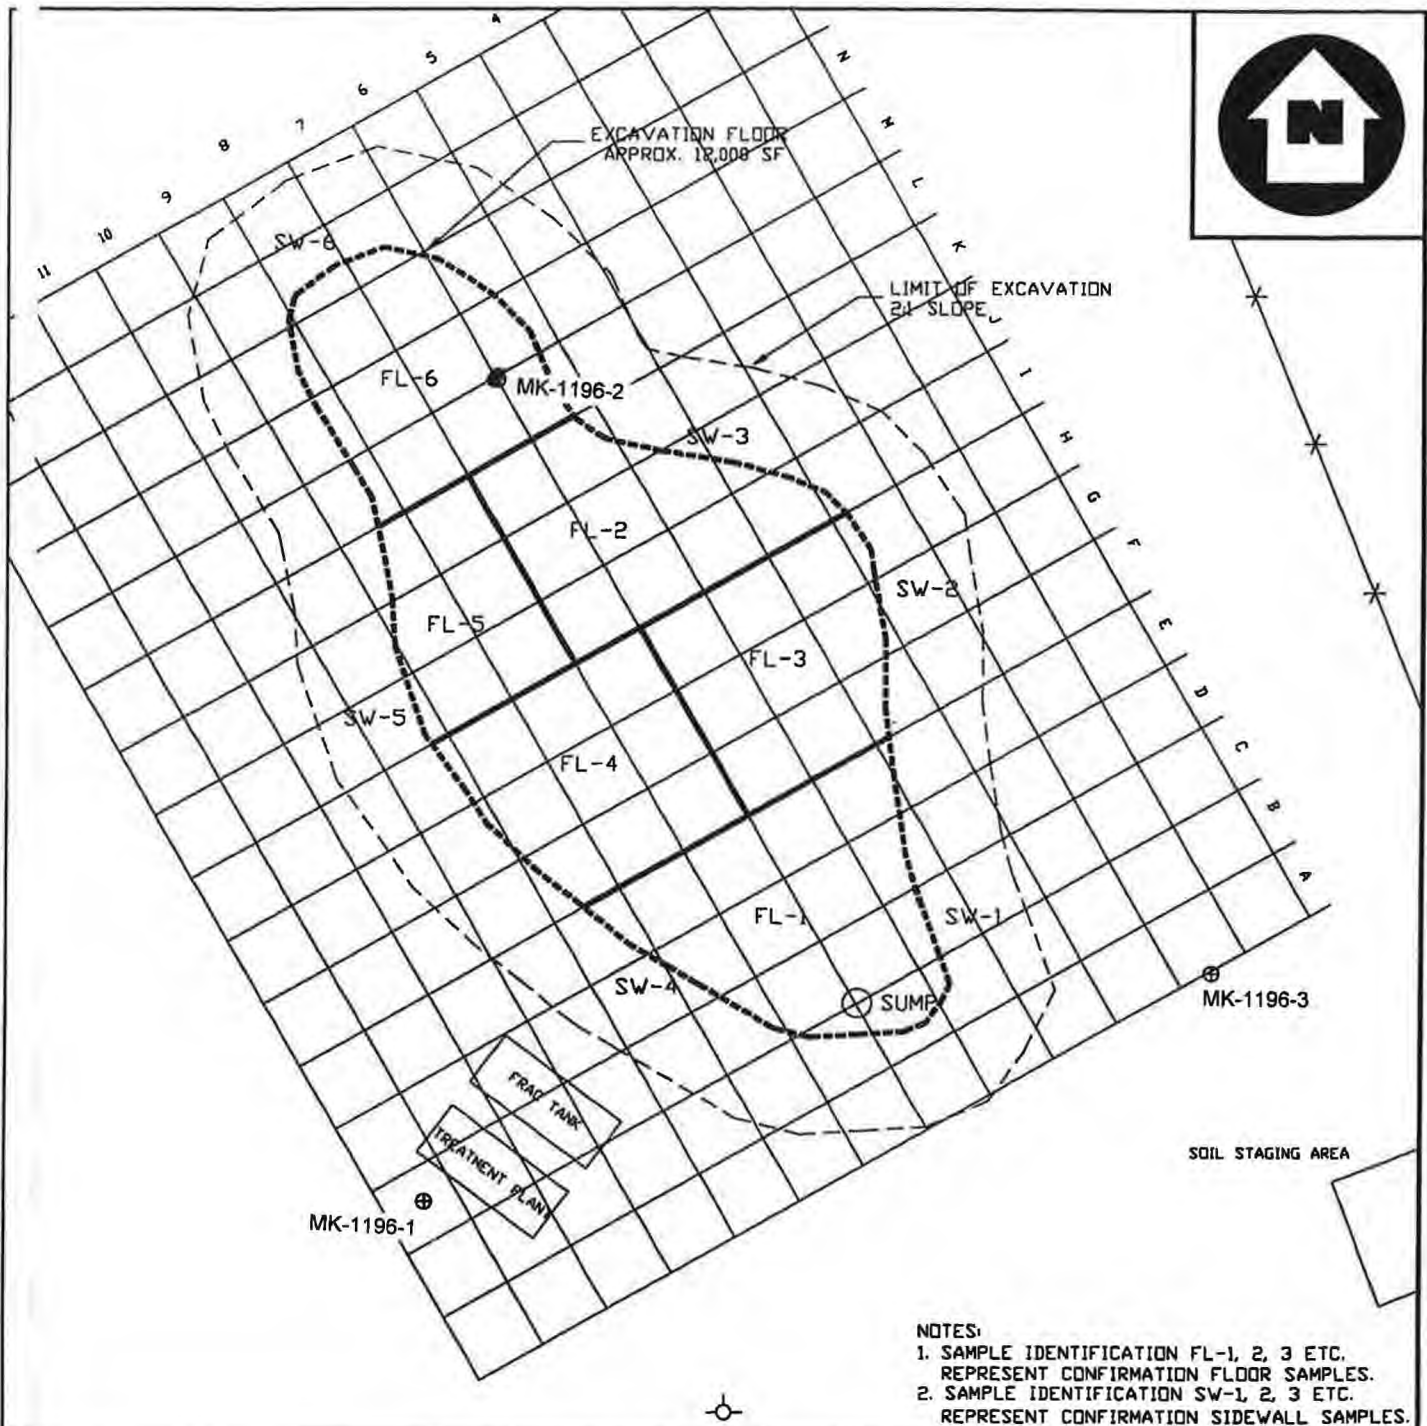 4
5
6
7
8
9
10
11
N
M
L
K
J
I
H
G
F
E
D
C
B
A
N
EXCAVATION FLOOR
APPROX. 12,000 SF
LIMIT OF EXCAVATION
2:1 SLOPE
SW-6
FL-6
MK-1196-2
SW-3
FL-2
SW-2
FL-5
FL-3
SW-5
FL-4
FL-1
SW-1
SW-4
SUMP
MK-1196-3
FRAC TANK
TREATMENT PLANT
MK-1196-1
SOIL STAGING AREA
NOTES:
1. SAMPLE IDENTIFICATION FL-1, 2, 3 ETC.
REPRESENT CONFIRMATION FLOOR SAMPLES.
2. SAMPLE IDENTIFICATION SW-1, 2, 3 ETC.
REPRESENT CONFIRMATION SIDEWALL SAMPLES.